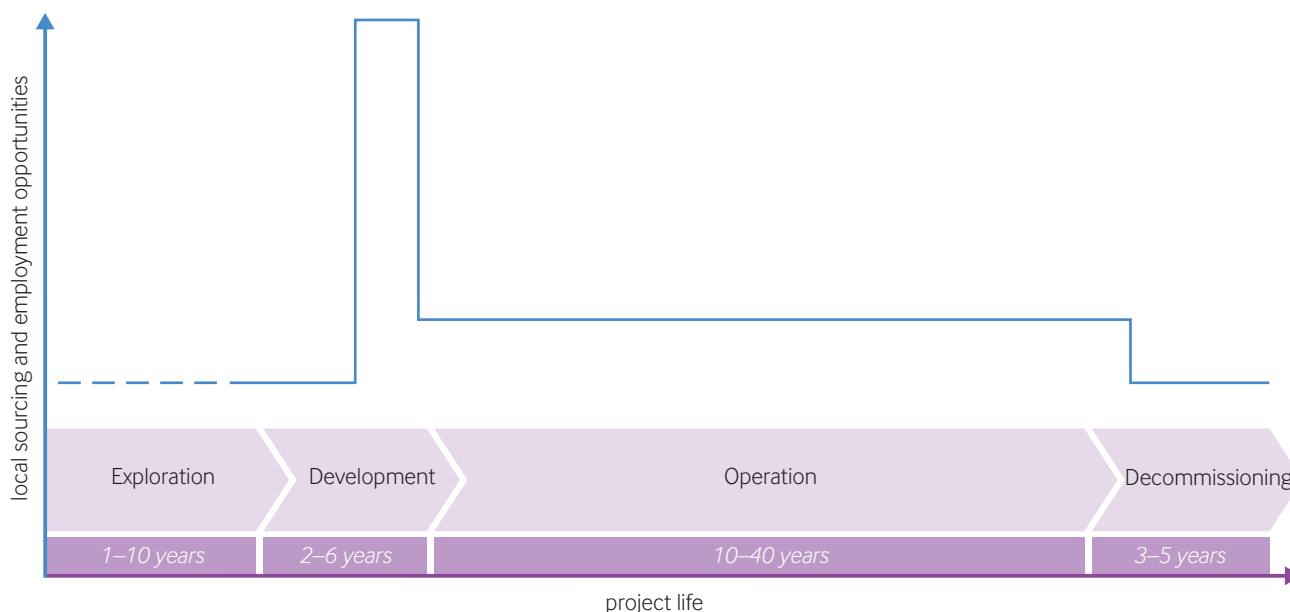 local sourcing and employment opportunities
Exploration
Development
Operation
Decommissioning
1–10 years
2–6 years
10–40 years
3–5 years
project life